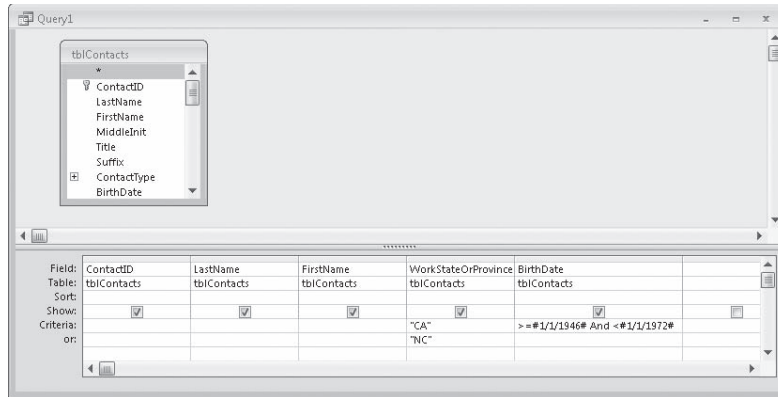 Query1
tblContacts
*
ContactID
LastName
FirstName
MiddleInit
Title
Suffix
ContactType
BirthDate
Field: ContactID LastName FirstName WorkStateOrProvince BirthDate
Table: tblContacts tblContacts tblContacts tblContacts tblContacts
Sort:
Show:
Criteria: "CA" >=#1/1/1946# And <#1/1/1972#
or: "NC"